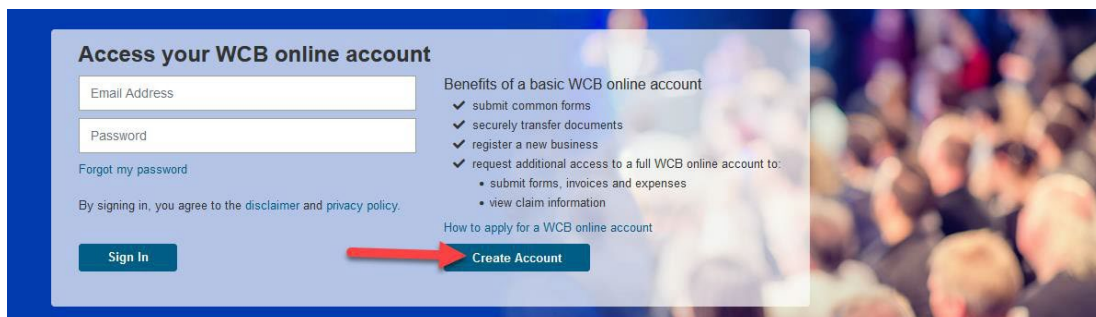 Access your WCB online account
Email Address
Password
Forgot my password
By signing in, you agree to the disclaimer and privacy policy.
Sign In
Benefits of a basic WCB online account
submit common forms
securely transfer documents
register a new business
request additional access to a full WCB online account to:
submit forms, invoices and expenses
view claim information
How to apply for a WCB online account
Create Account